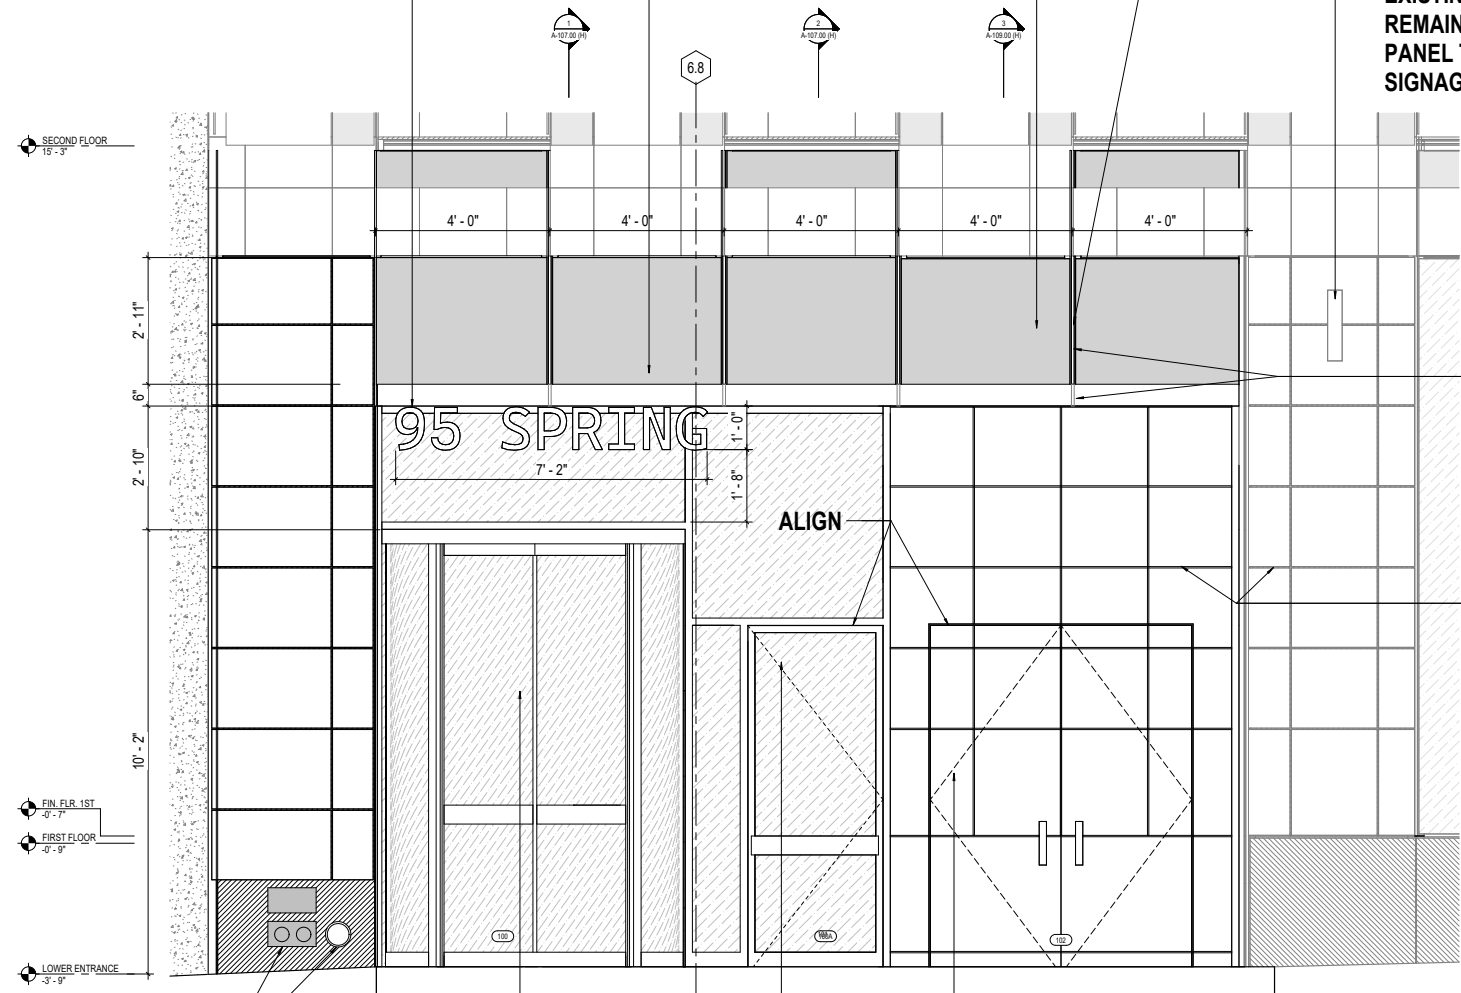 EXISTIN
REMAIN
PANEL T
SIGNAG
1
A-107.00 (H)
2
A-107.00 (H)
3
A-109.00 (H)
6.8
SECOND FLOOR
15' - 3"
4' - 0"
4' - 0"
4' - 0"
4' - 0"
4' - 0"
2' - 11"
6"
2' - 10"
95 SPRING
1' - 0"
7' - 2"
1' - 8"
ALIGN
10' - 2"
FIN. FLR. 1ST
-0' - 7"
FIRST FLOOR
-0' - 9"
100
102
LOWER ENTRANCE
-3' - 9"